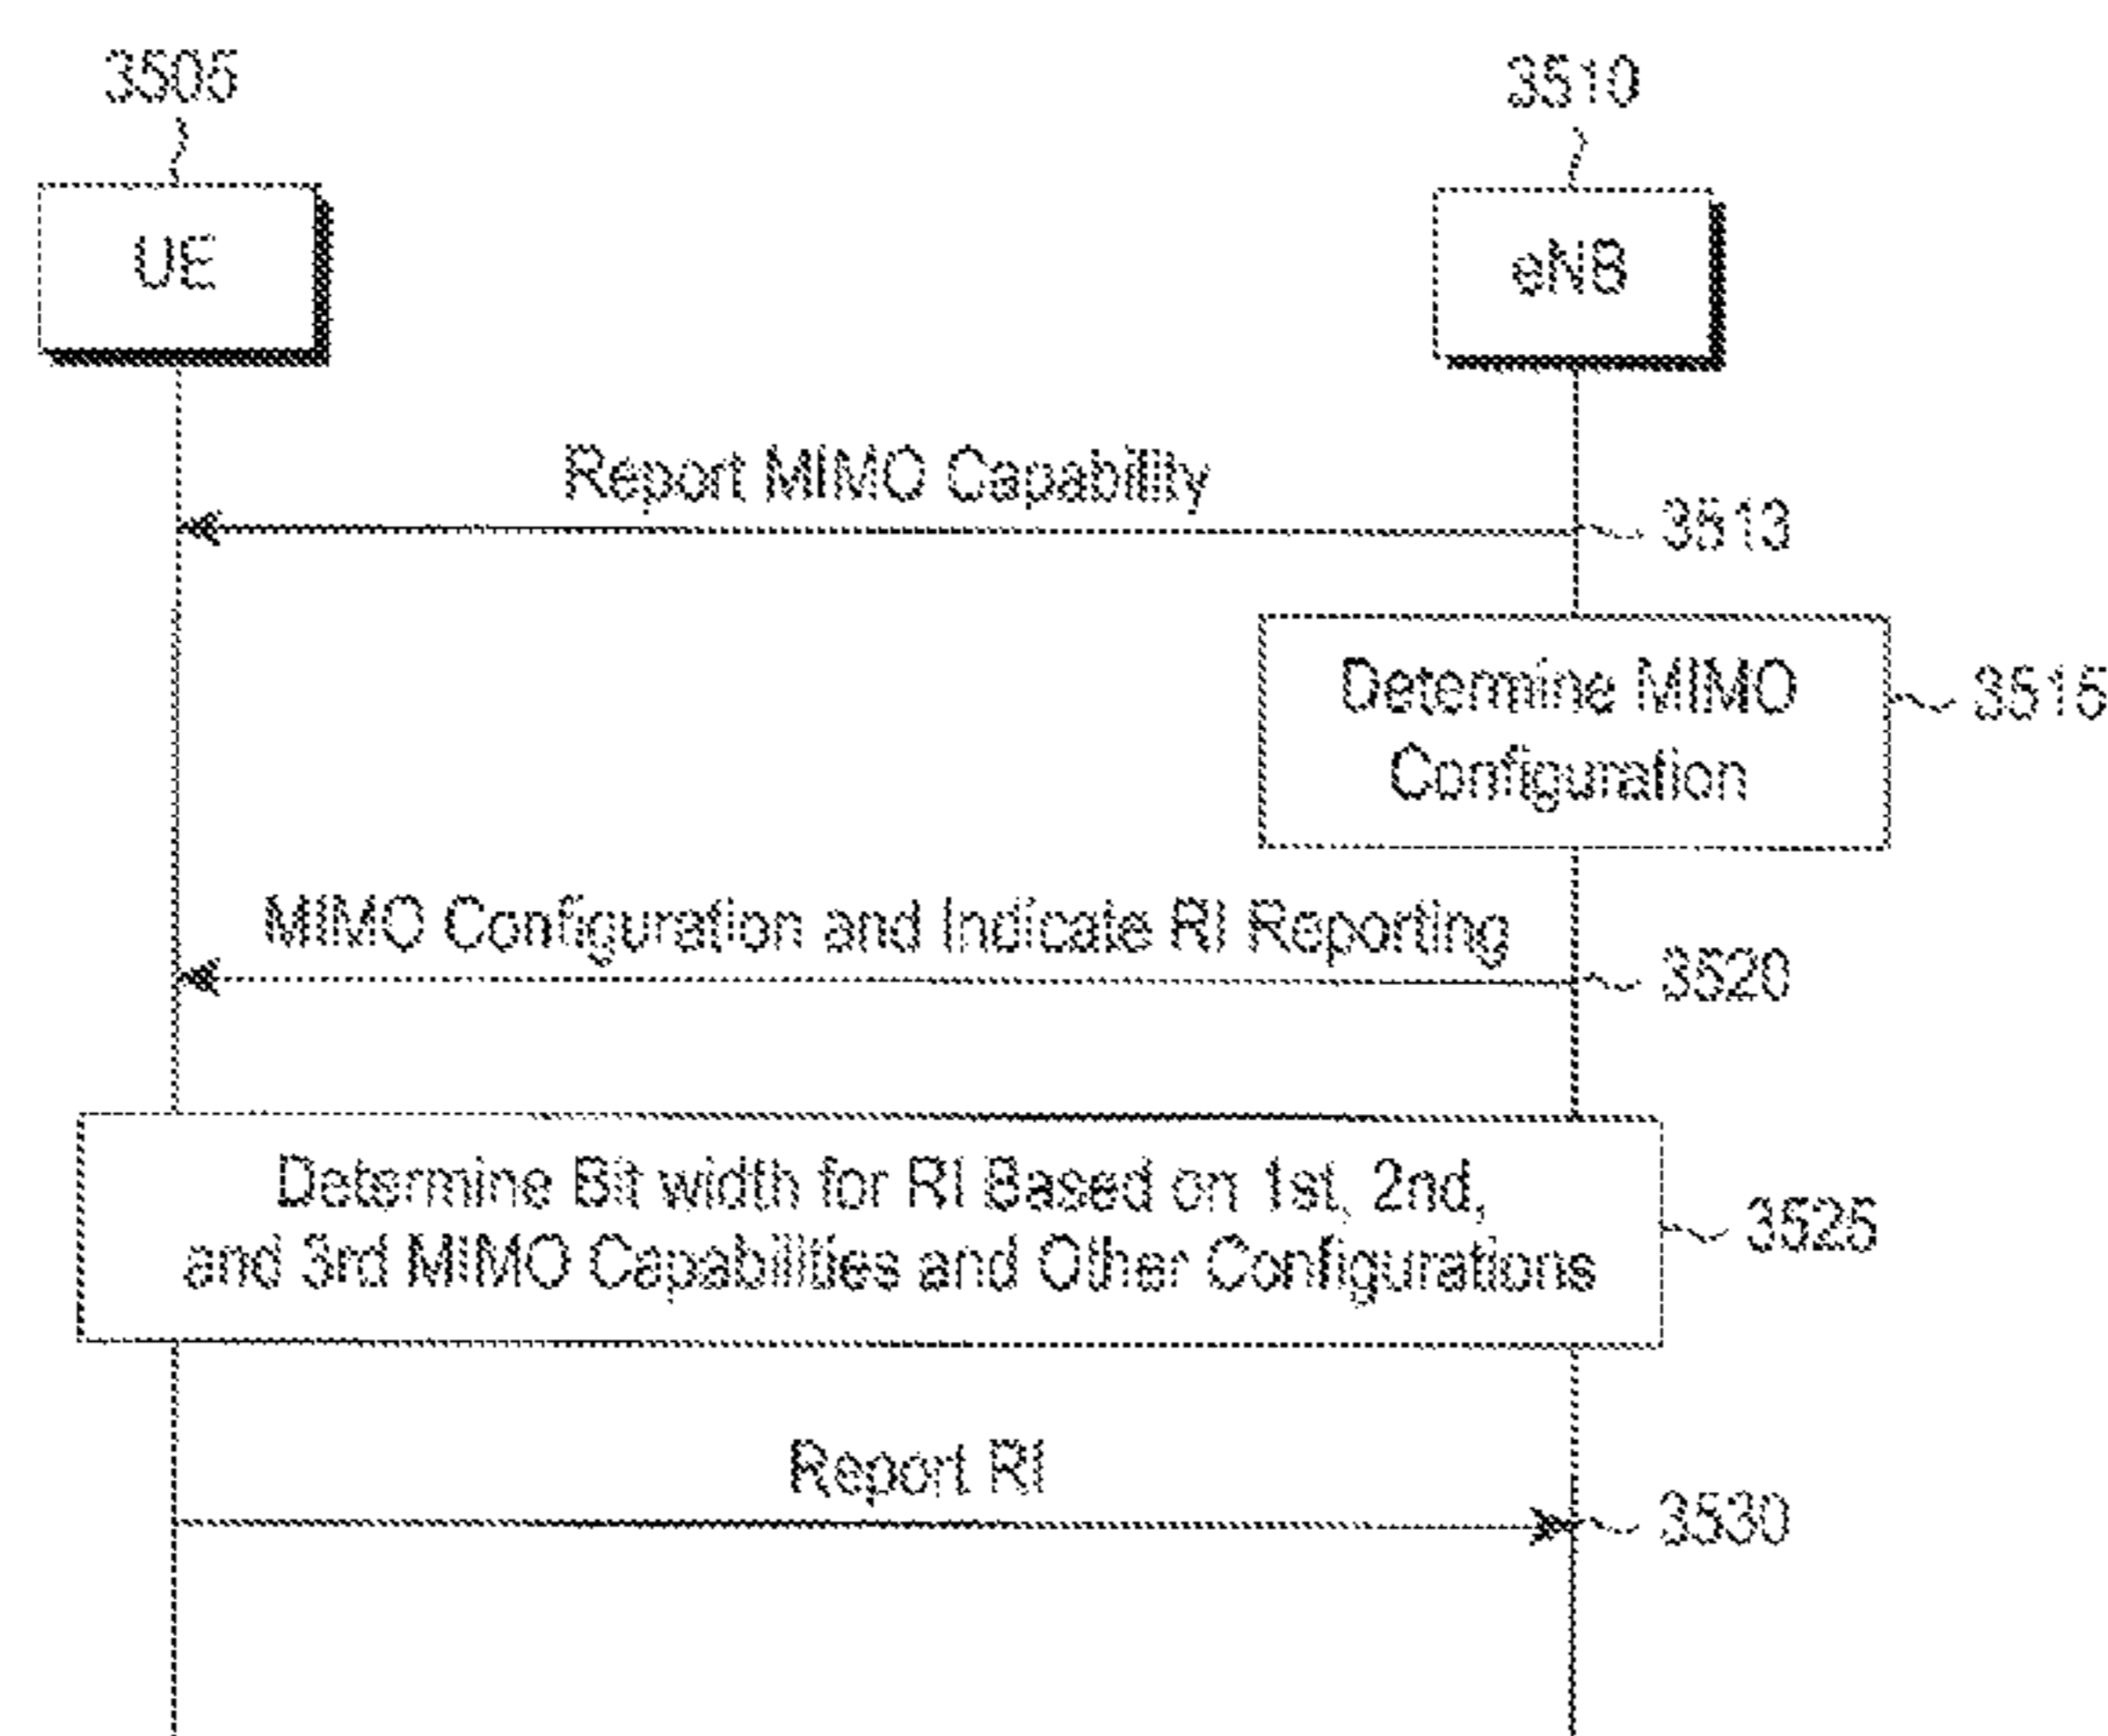 3505
3510
UE
eNB
Report MIMO Capability
3513
Determine MIMO
Configuration
3515
MIMO Configuration and Indicate RI Reporting
3520
Determine Bit width for RI Based on 1st, 2nd,
and 3rd MIMO Capabilities and Other Configurations
3525
Report RI
3530